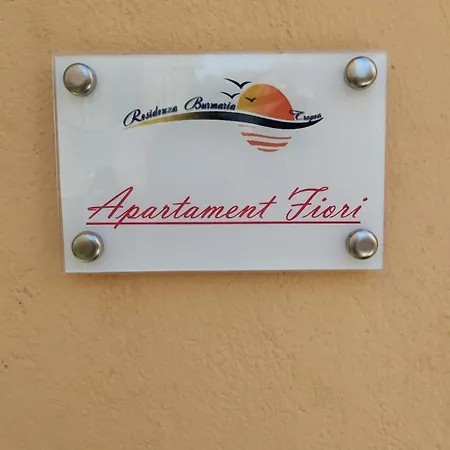 Residenza Burmaria Tropea
Apartament Fiori